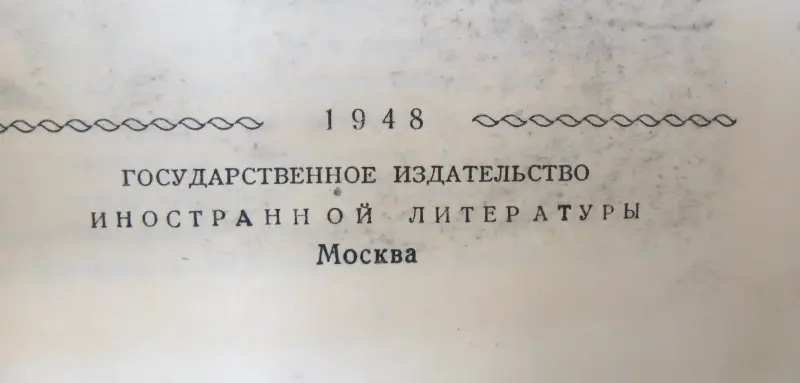 1948
ГОСУДАРСТВЕННОЕ ИЗДАТЕЛЬСТВО
ИНОСТРАННОЙ ЛИТЕРАТУРЫ
Москва